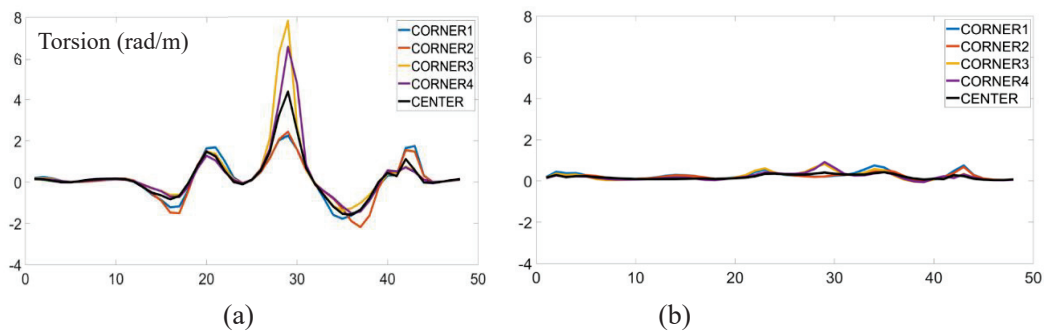 8
6
4
2
0
-2
-4
0
10
20
30
40
50
Torsion (rad/m)
CORNER1
CORNER2
CORNER3
CORNER4
CENTER
(a)
8
6
4
2
0
-2
-4
0
10
20
30
40
50
CORNER1
CORNER2
CORNER3
CORNER4
CENTER
(b)